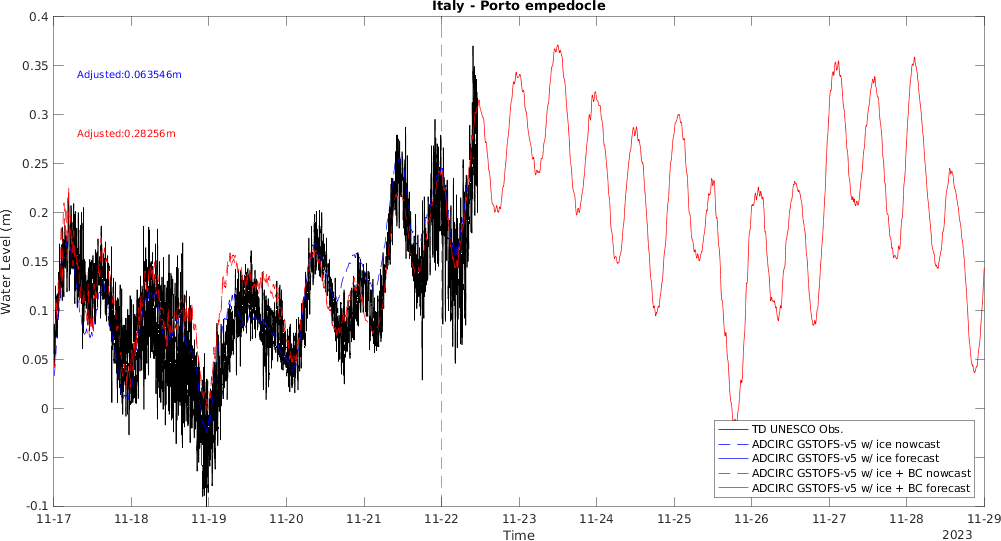 Italy - Porto empedocle
0.4
0.35
0.3
0.25
0.2
0.15
0.1
0.05
0
-0.05
-0.1
Water Level (m)
Adjusted:0.063546m
Adjusted:0.28256m
TD UNESCO Obs.
ADCIRC GSTOFS-v5 w/ ice nowcast
ADCIRC GSTOFS-v5 w/ ice forecast
ADCIRC GSTOFS-v5 w/ ice + BC nowcast
ADCIRC GSTOFS-v5 w/ ice + BC forecast
11-17 11-18 11-19 11-20 11-21 11-22 11-23 11-24 11-25 11-26 11-27 11-28 11-29
Time
2023